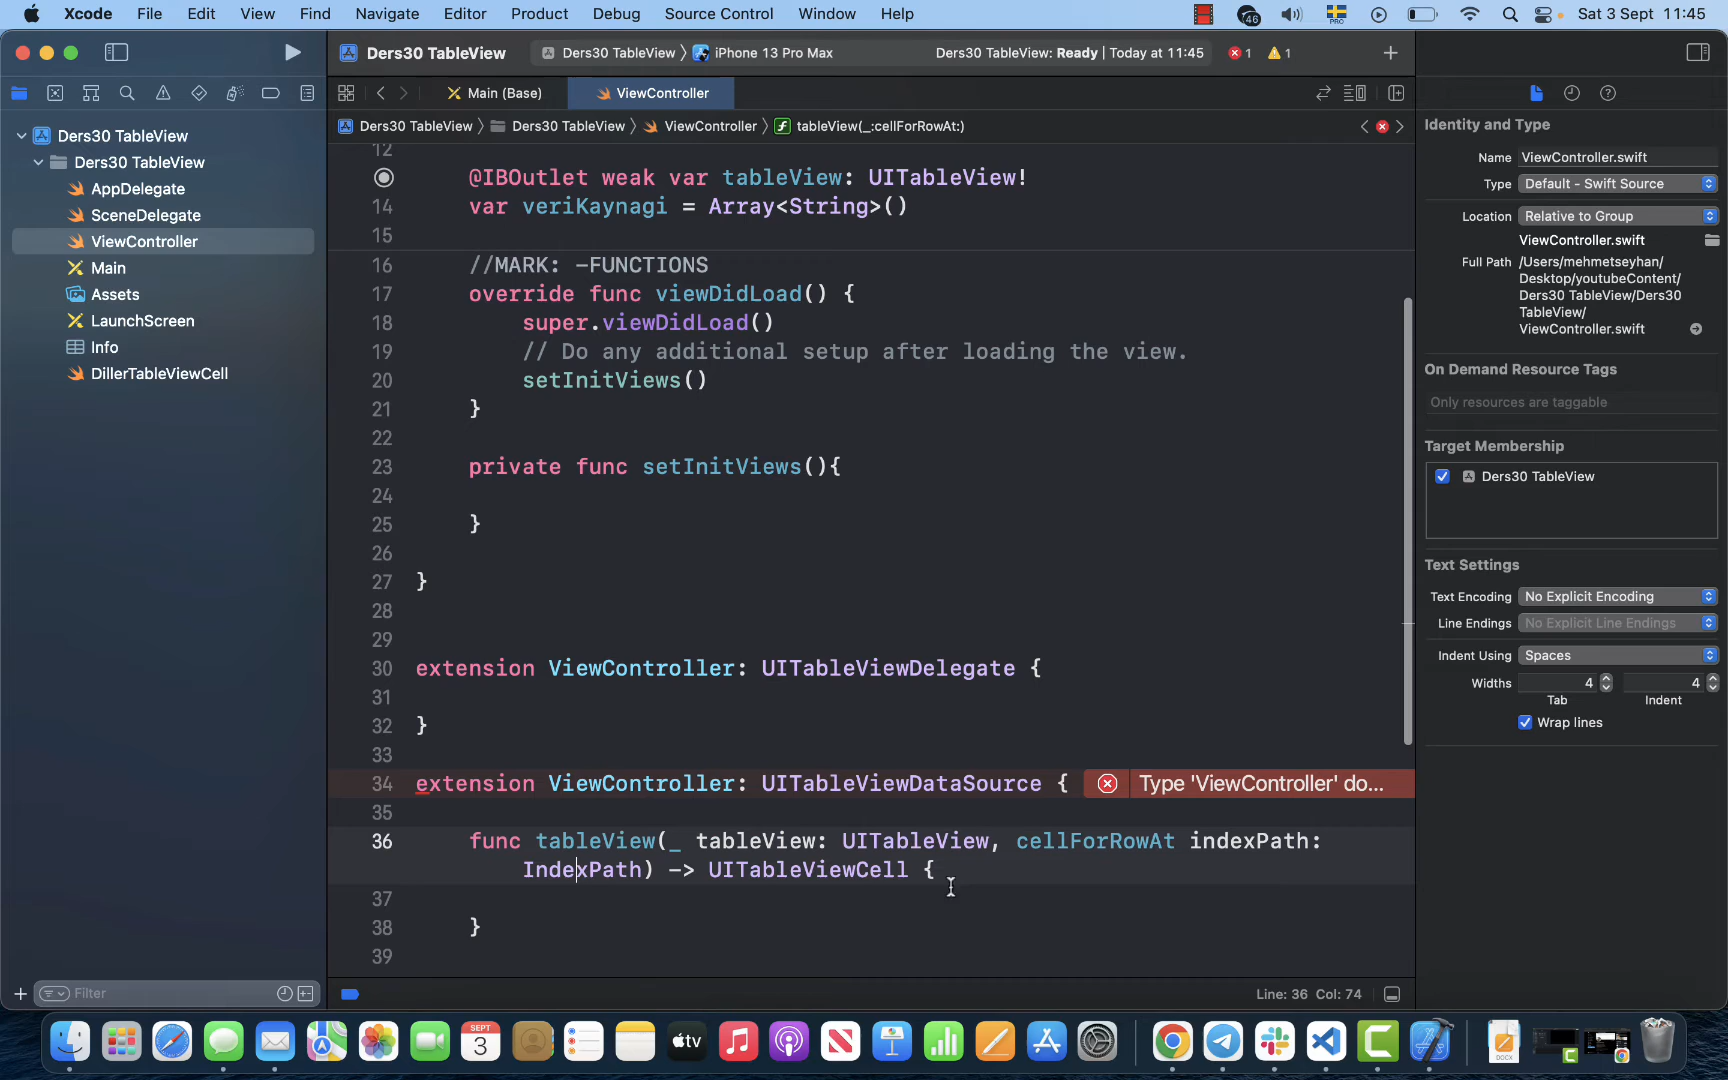 Xcode File Edit View Find Navigate Editor Product Debug Source Control Window Help
46
PRO
Sat 3 Sept 11:45
Ders30 TableView
Ders30 TableView
iPhone 13 Pro Max
Ders30 TableView: Ready | Today at 11:45
1
1
Main (Base)
ViewController
Ders30 TableView
Ders30 TableView
ViewController
tableView(_:cellForRowAt:)
Ders30 TableView
Ders30 TableView
AppDelegate
SceneDelegate
ViewController
Main
Assets
LaunchScreen
Info
DillerTableViewCell
Filter
12
@IBOutlet weak var tableView: UITableView!
14 var veriKaynagi = Array<String>()
15
16 //MARK: -FUNCTIONS
17 override func viewDidLoad() {
18 super.viewDidLoad()
19 // Do any additional setup after loading the view.
20 setInitViews()
21 }
22
23 private func setInitViews(){
24
25 }
26
27 }
28
29
30 extension ViewController: UITableViewDelegate {
31
32 }
33
34 extension ViewController: UITableViewDataSource { Type 'ViewController' do...
35
36 func tableView(_ tableView: UITableView, cellForRowAt indexPath:
IndexPath) -> UITableViewCell {
37
38 }
39
Line: 36 Col: 74
Identity and Type
Name ViewController.swift
Type Default - Swift Source
Location Relative to Group
ViewController.swift
Full Path /Users/mehmetseyhan/
Desktop/youtubeContent/
Ders30 TableView/Ders30
TableView/
ViewController.swift
On Demand Resource Tags
Only resources are taggable
Target Membership
Ders30 TableView
Text Settings
Text Encoding No Explicit Encoding
Line Endings No Explicit Line Endings
Indent Using Spaces
Widths 4 4
Tab Indent
Wrap lines
SEPT
3
tv
DOCX